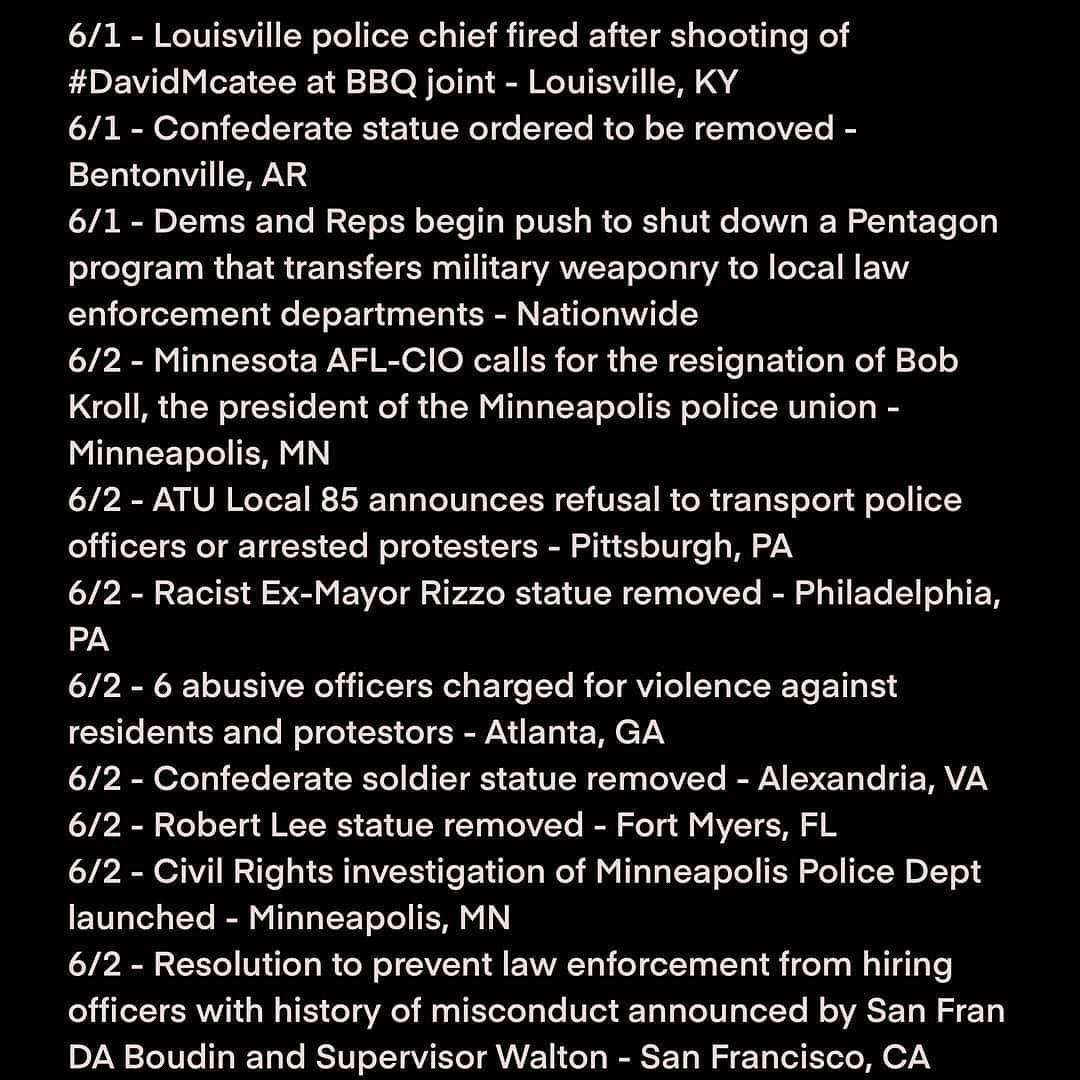 6/1 - Louisville police chief fired after shooting of
#DavidMcatee at BBQ joint - Louisville, KY
6/1 - Confederate statue ordered to be removed -
Bentonville, AR
6/1 - Dems and Reps begin push to shut down a Pentagon
program that transfers military weaponry to local law
enforcement departments - Nationwide
6/2 - Minnesota AFL-CIO calls for the resignation of Bob
Kroll, the president of the Minneapolis police union -
Minneapolis, MN
6/2 - ATU Local 85 announces refusal to transport police
officers or arrested protesters - Pittsburgh, PA
6/2 - Racist Ex-Mayor Rizzo statue removed - Philadelphia,
PA
6/2 - 6 abusive officers charged for violence against
residents and protestors - Atlanta, GA
6/2 - Confederate soldier statue removed - Alexandria, VA
6/2 - Robert Lee statue removed - Fort Myers, FL
6/2 - Civil Rights investigation of Minneapolis Police Dept
launched - Minneapolis, MN
6/2 - Resolution to prevent law enforcement from hiring
officers with history of misconduct announced by San Fran
DA Boudin and Supervisor Walton - San Francisco, CA